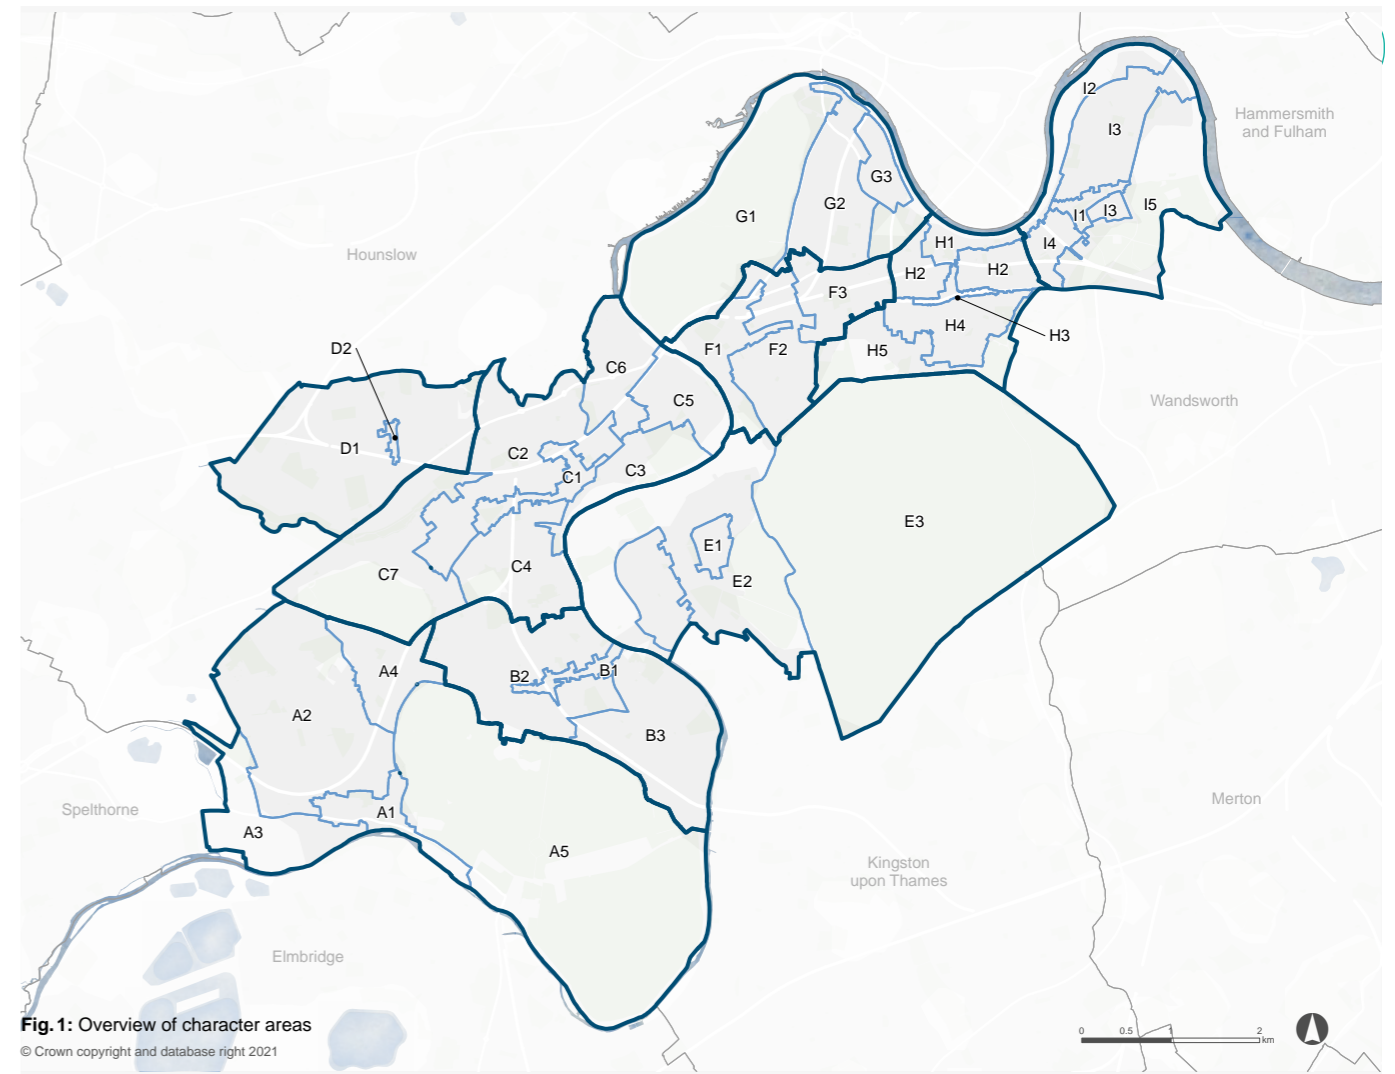 I2
Hammersmith
and Fulham
I3
G3
G2
G1
I1
I3
I5
I4
H1
Hounslow
H2
H2
F3
H4
H3
D2
F1
F2
H5
C6
C5
Wandsworth
D1
C2
C3
C1
E3
E1
C7
C4
E2
A4
B2
B1
A2
B3
Spelthorne
A1
Merton
A3
A5
Kingston
upon Thames
Elmbridge
Fig. 1: Overview of character areas
0 0.5 1 2
km
© Crown copyright and database right 2021